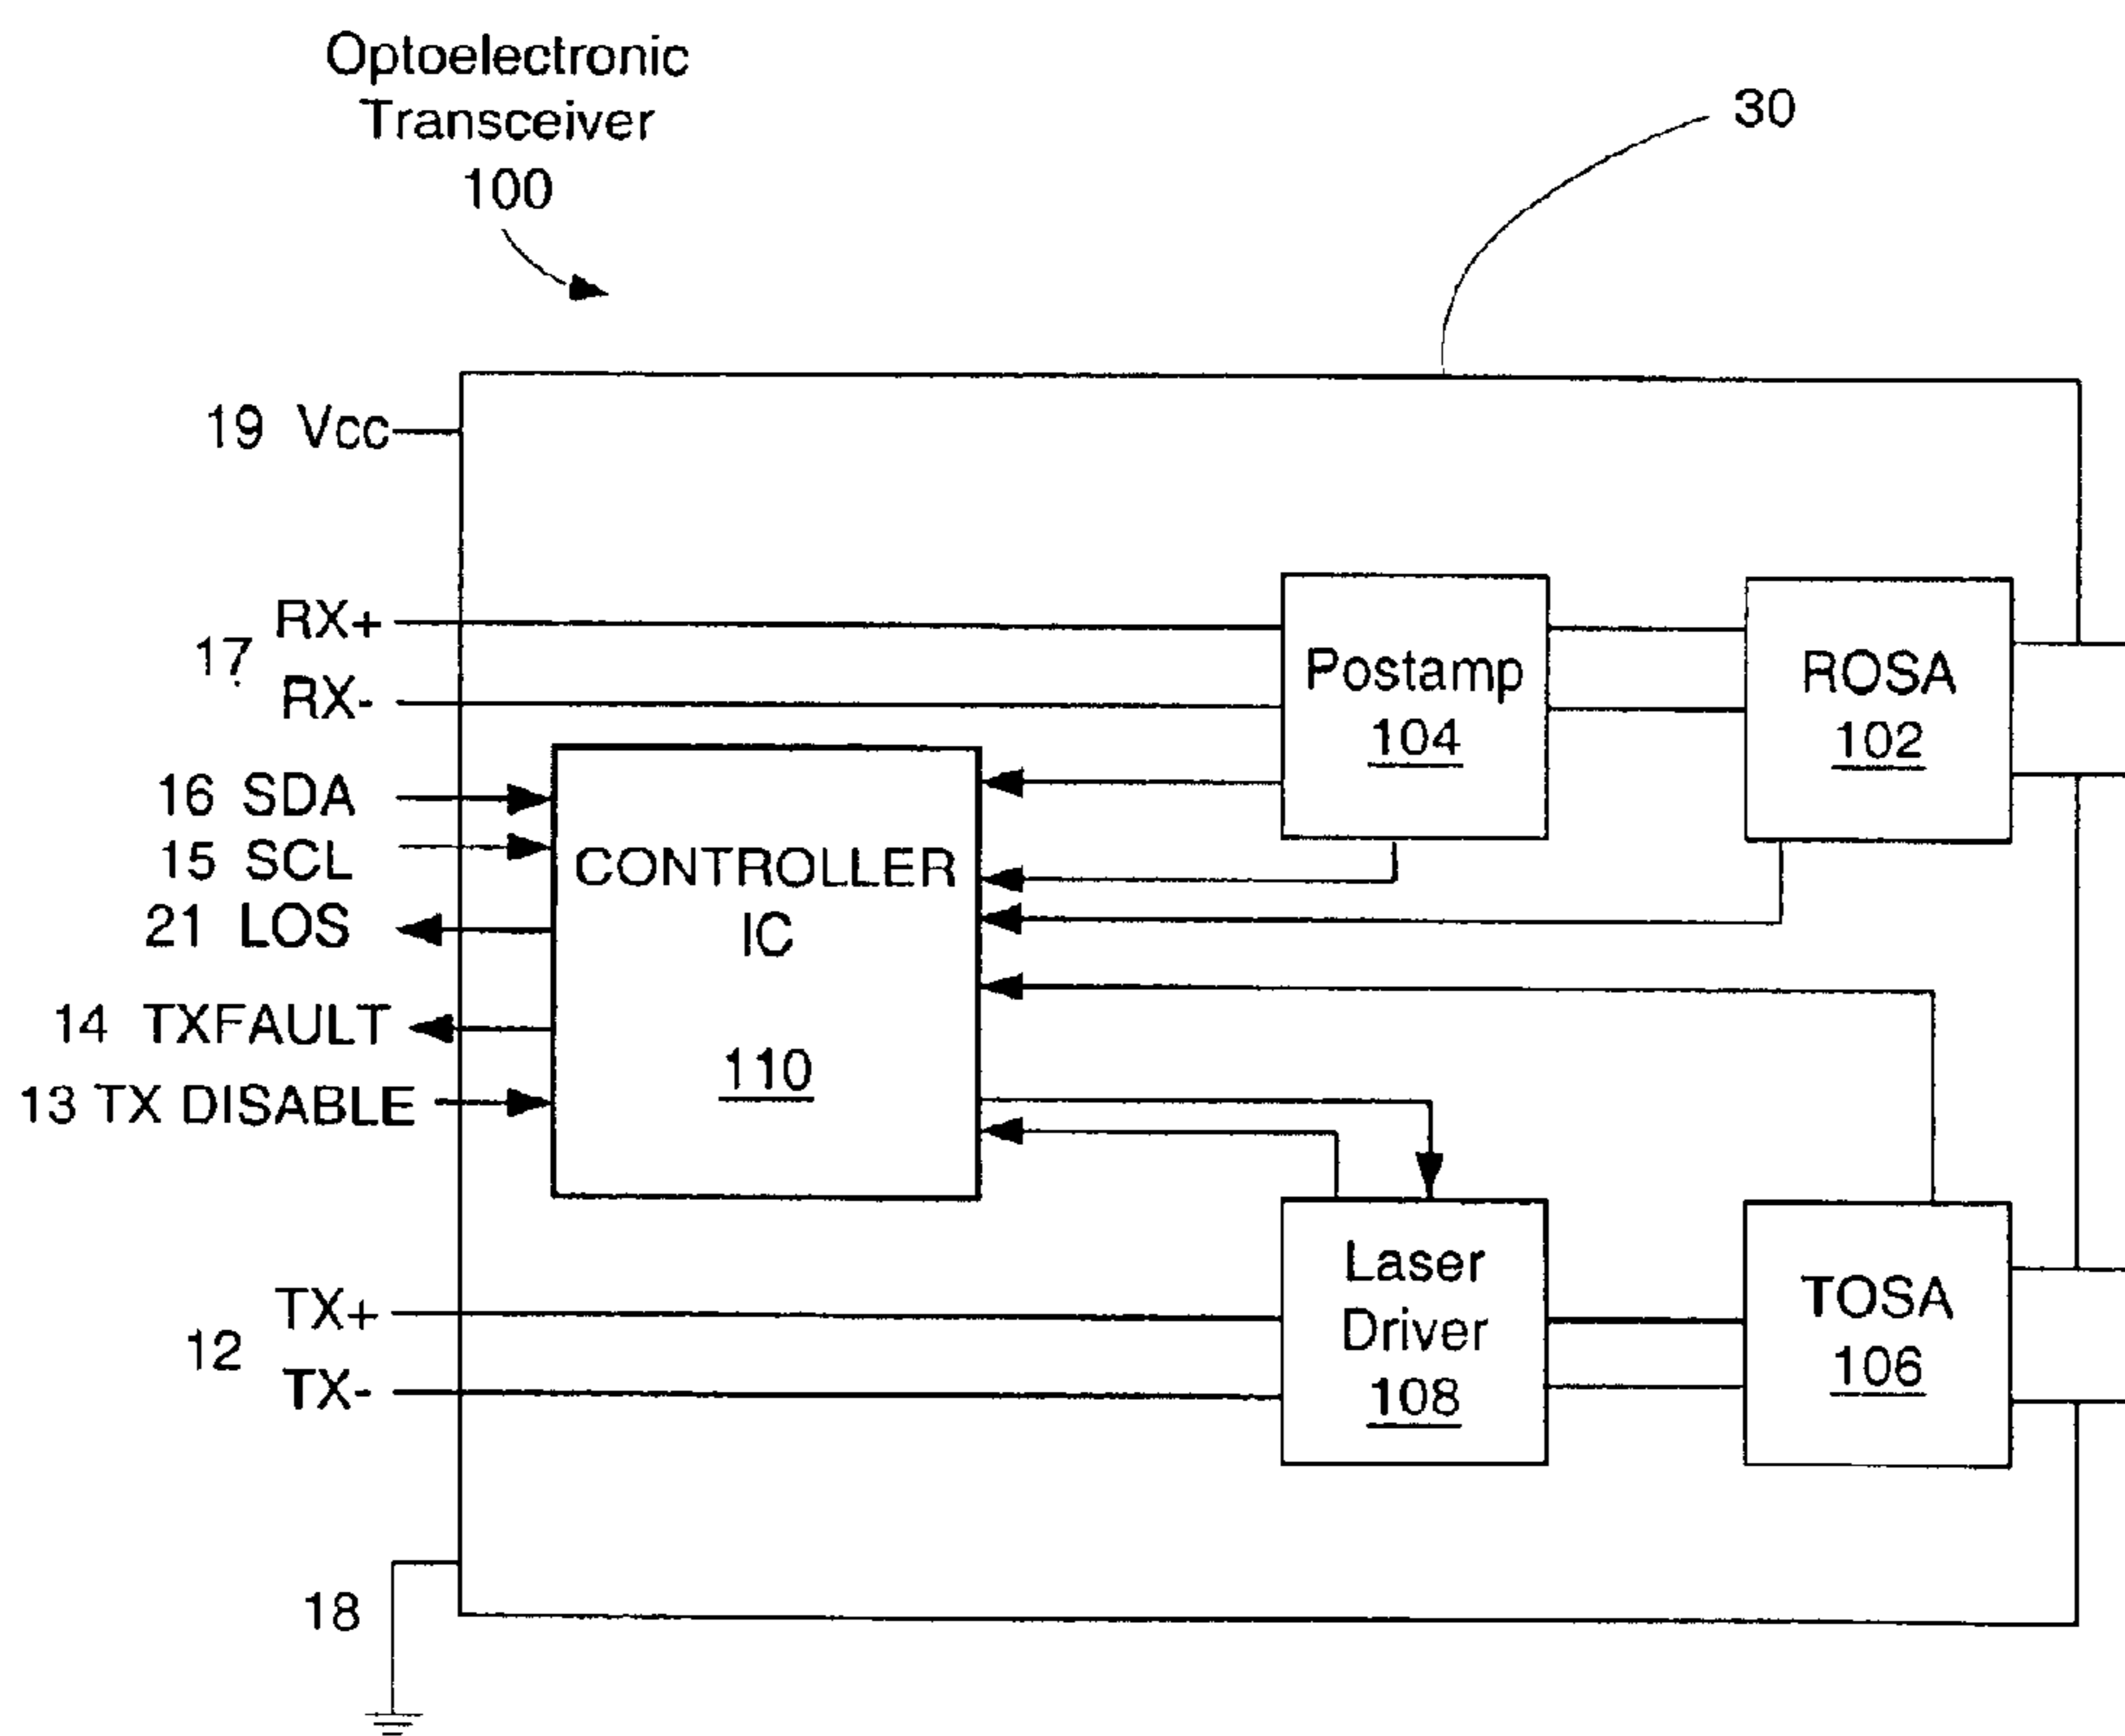 Optoelectronic
Transceiver
100
30
19 Vcc
RX+
17
RX-
Postamp
104
ROSA
102
16 SDA
15 SCL
21 LOS
14 TXFAULT
13 TX DISABLE
CONTROLLER
IC
110
TX+
12
TX-
Laser
Driver
108
TOSA
106
18